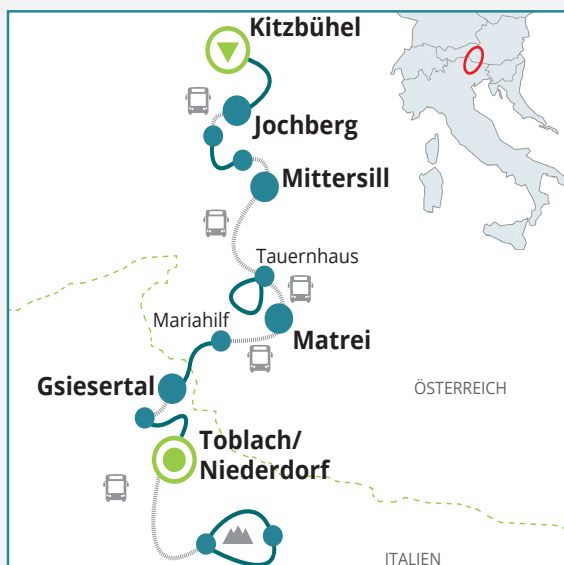 Kitzbühel
Jochberg
Mittersill
Tauernhaus
Mariahilf
Matrei
Gsiesertal
ÖSTERREICH
Toblach/
Niederdorf
ITALIEN